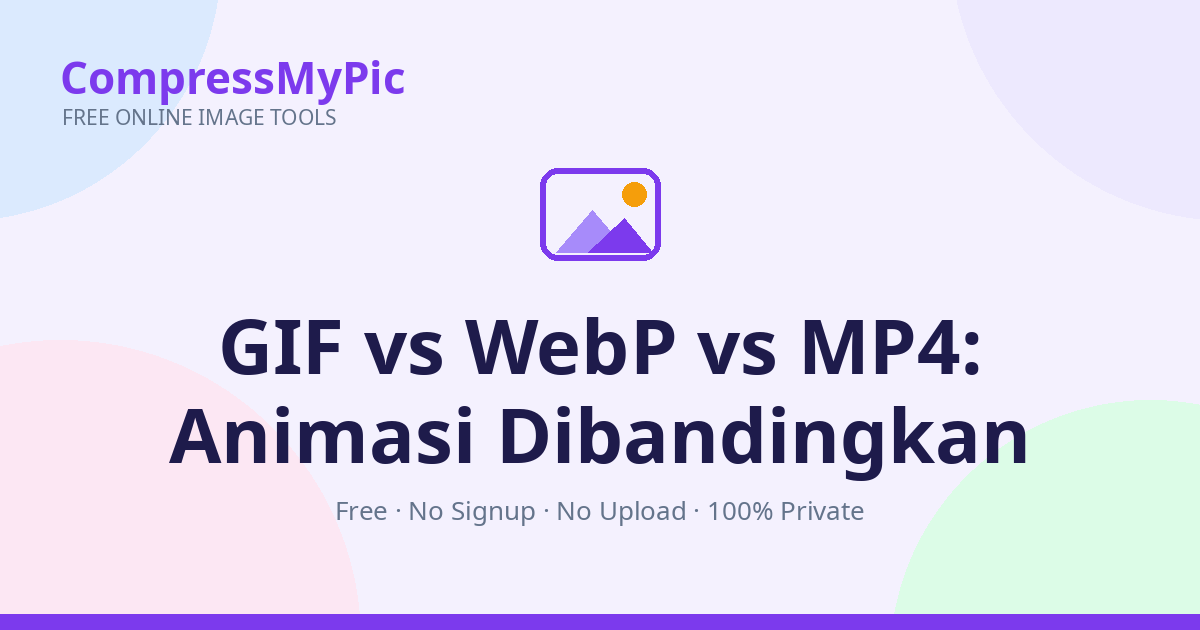 CompressMyPic
FREE ONLINE IMAGE TOOLS
GIF vs WebP vs MP4:
Animasi Dibandingkan
Free · No Signup · No Upload · 100% Private